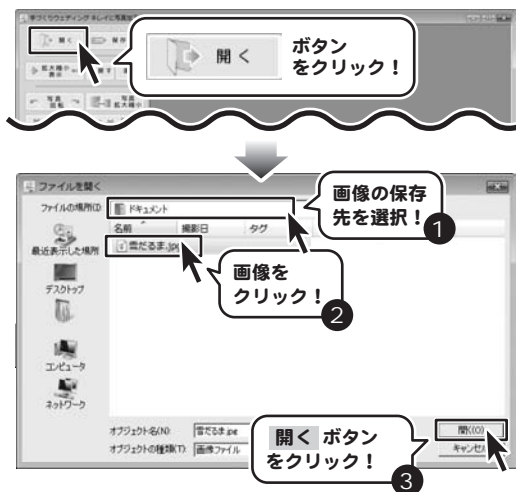 手づくりウェディング キレイに写真
開く
保存
拡大縮小
表示
戻す
写真
回転
写真
拡大縮小
開く
ボタン
をクリック！
ファイルを開く
ファイルの場所(I)
ドキュメント
画像の保存
先を選択！
1
名前
撮影日
タグ
最近表示した場所
雪だるま.jpg
画像を
クリック！
2
デスクトップ
コンピュータ
ネットワーク
オブジェクト名(N):
雪だるま.jpg
オブジェクトの種類(T):
画像ファイル
開く ボタン
をクリック！
3
開く(O)
キャンセル